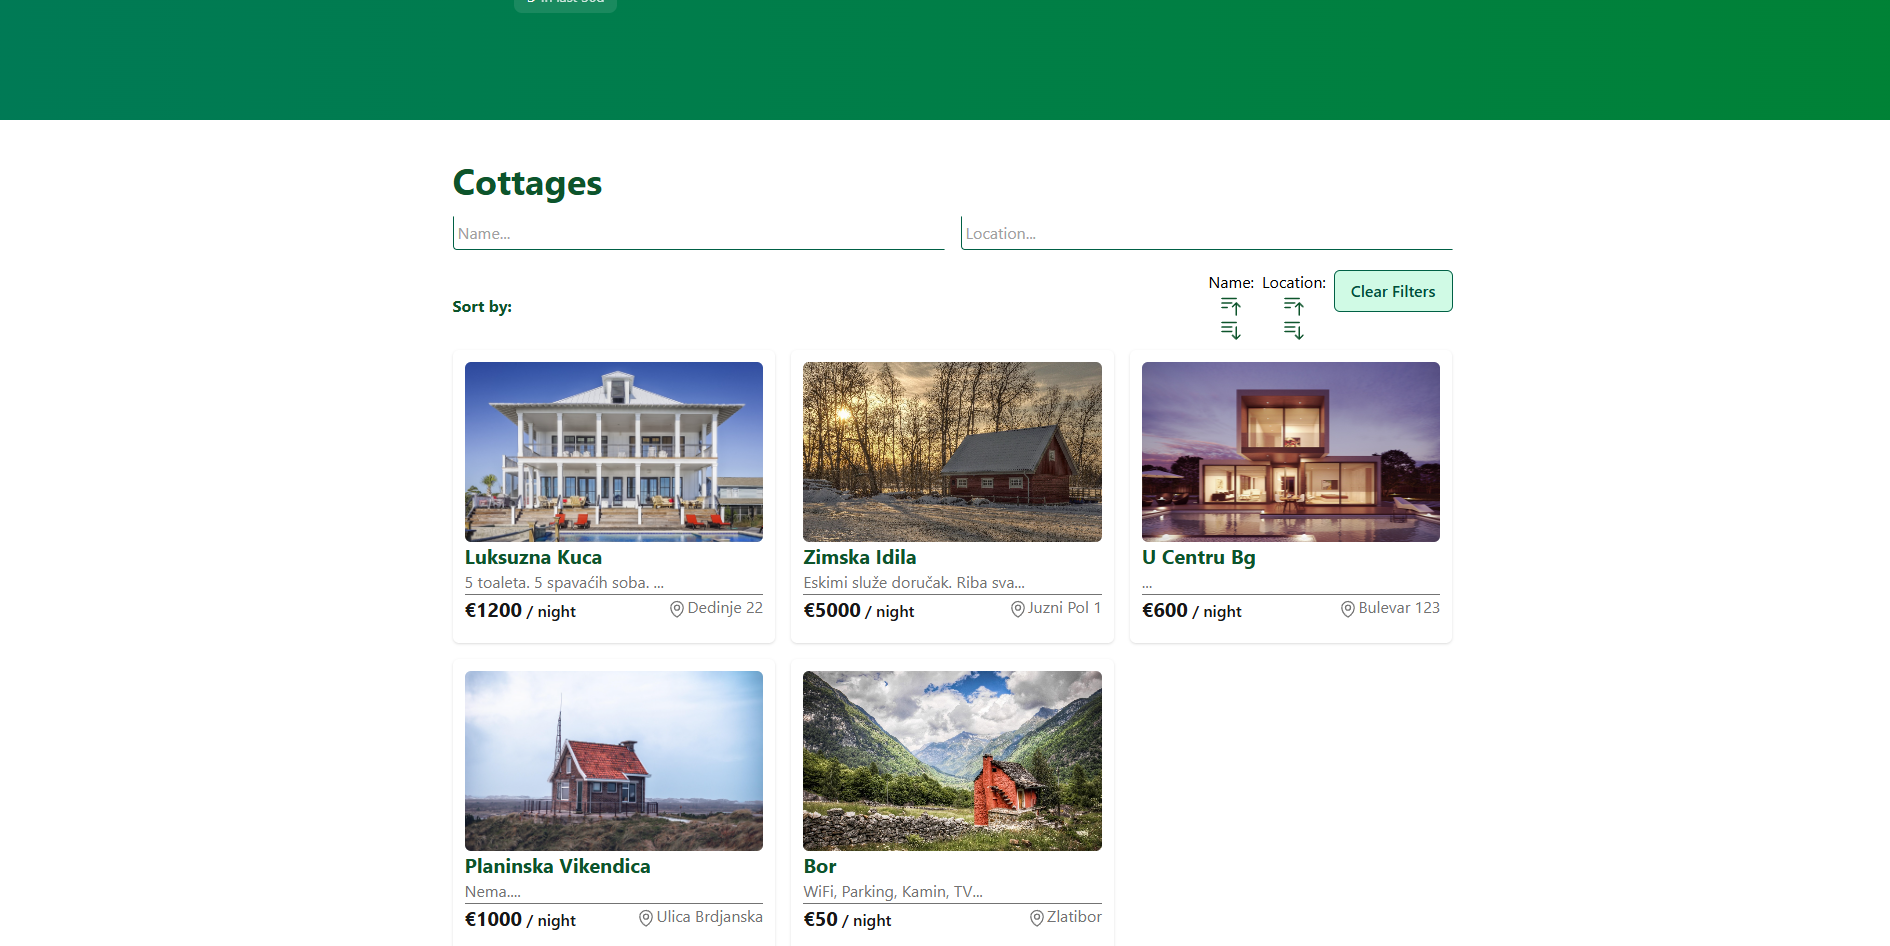 Cottages
Name...
Location...
Sort by:
Name:
Location:
Clear Filters
Luksuzna Kuca
5 toaleta. 5 spavaćih soba. ...
€1200 / night
Dedinje 22
Zimska Idila
Eskimi služe doručak. Riba sva...
€5000 / night
Juzni Pol 1
U Centru Bg
...
€600 / night
Bulevar 123
Planinska Vikendica
Nema....
€1000 / night
Ulica Brdjanska
Bor
WiFi, Parking, Kamin, TV...
€50 / night
Zlatibor